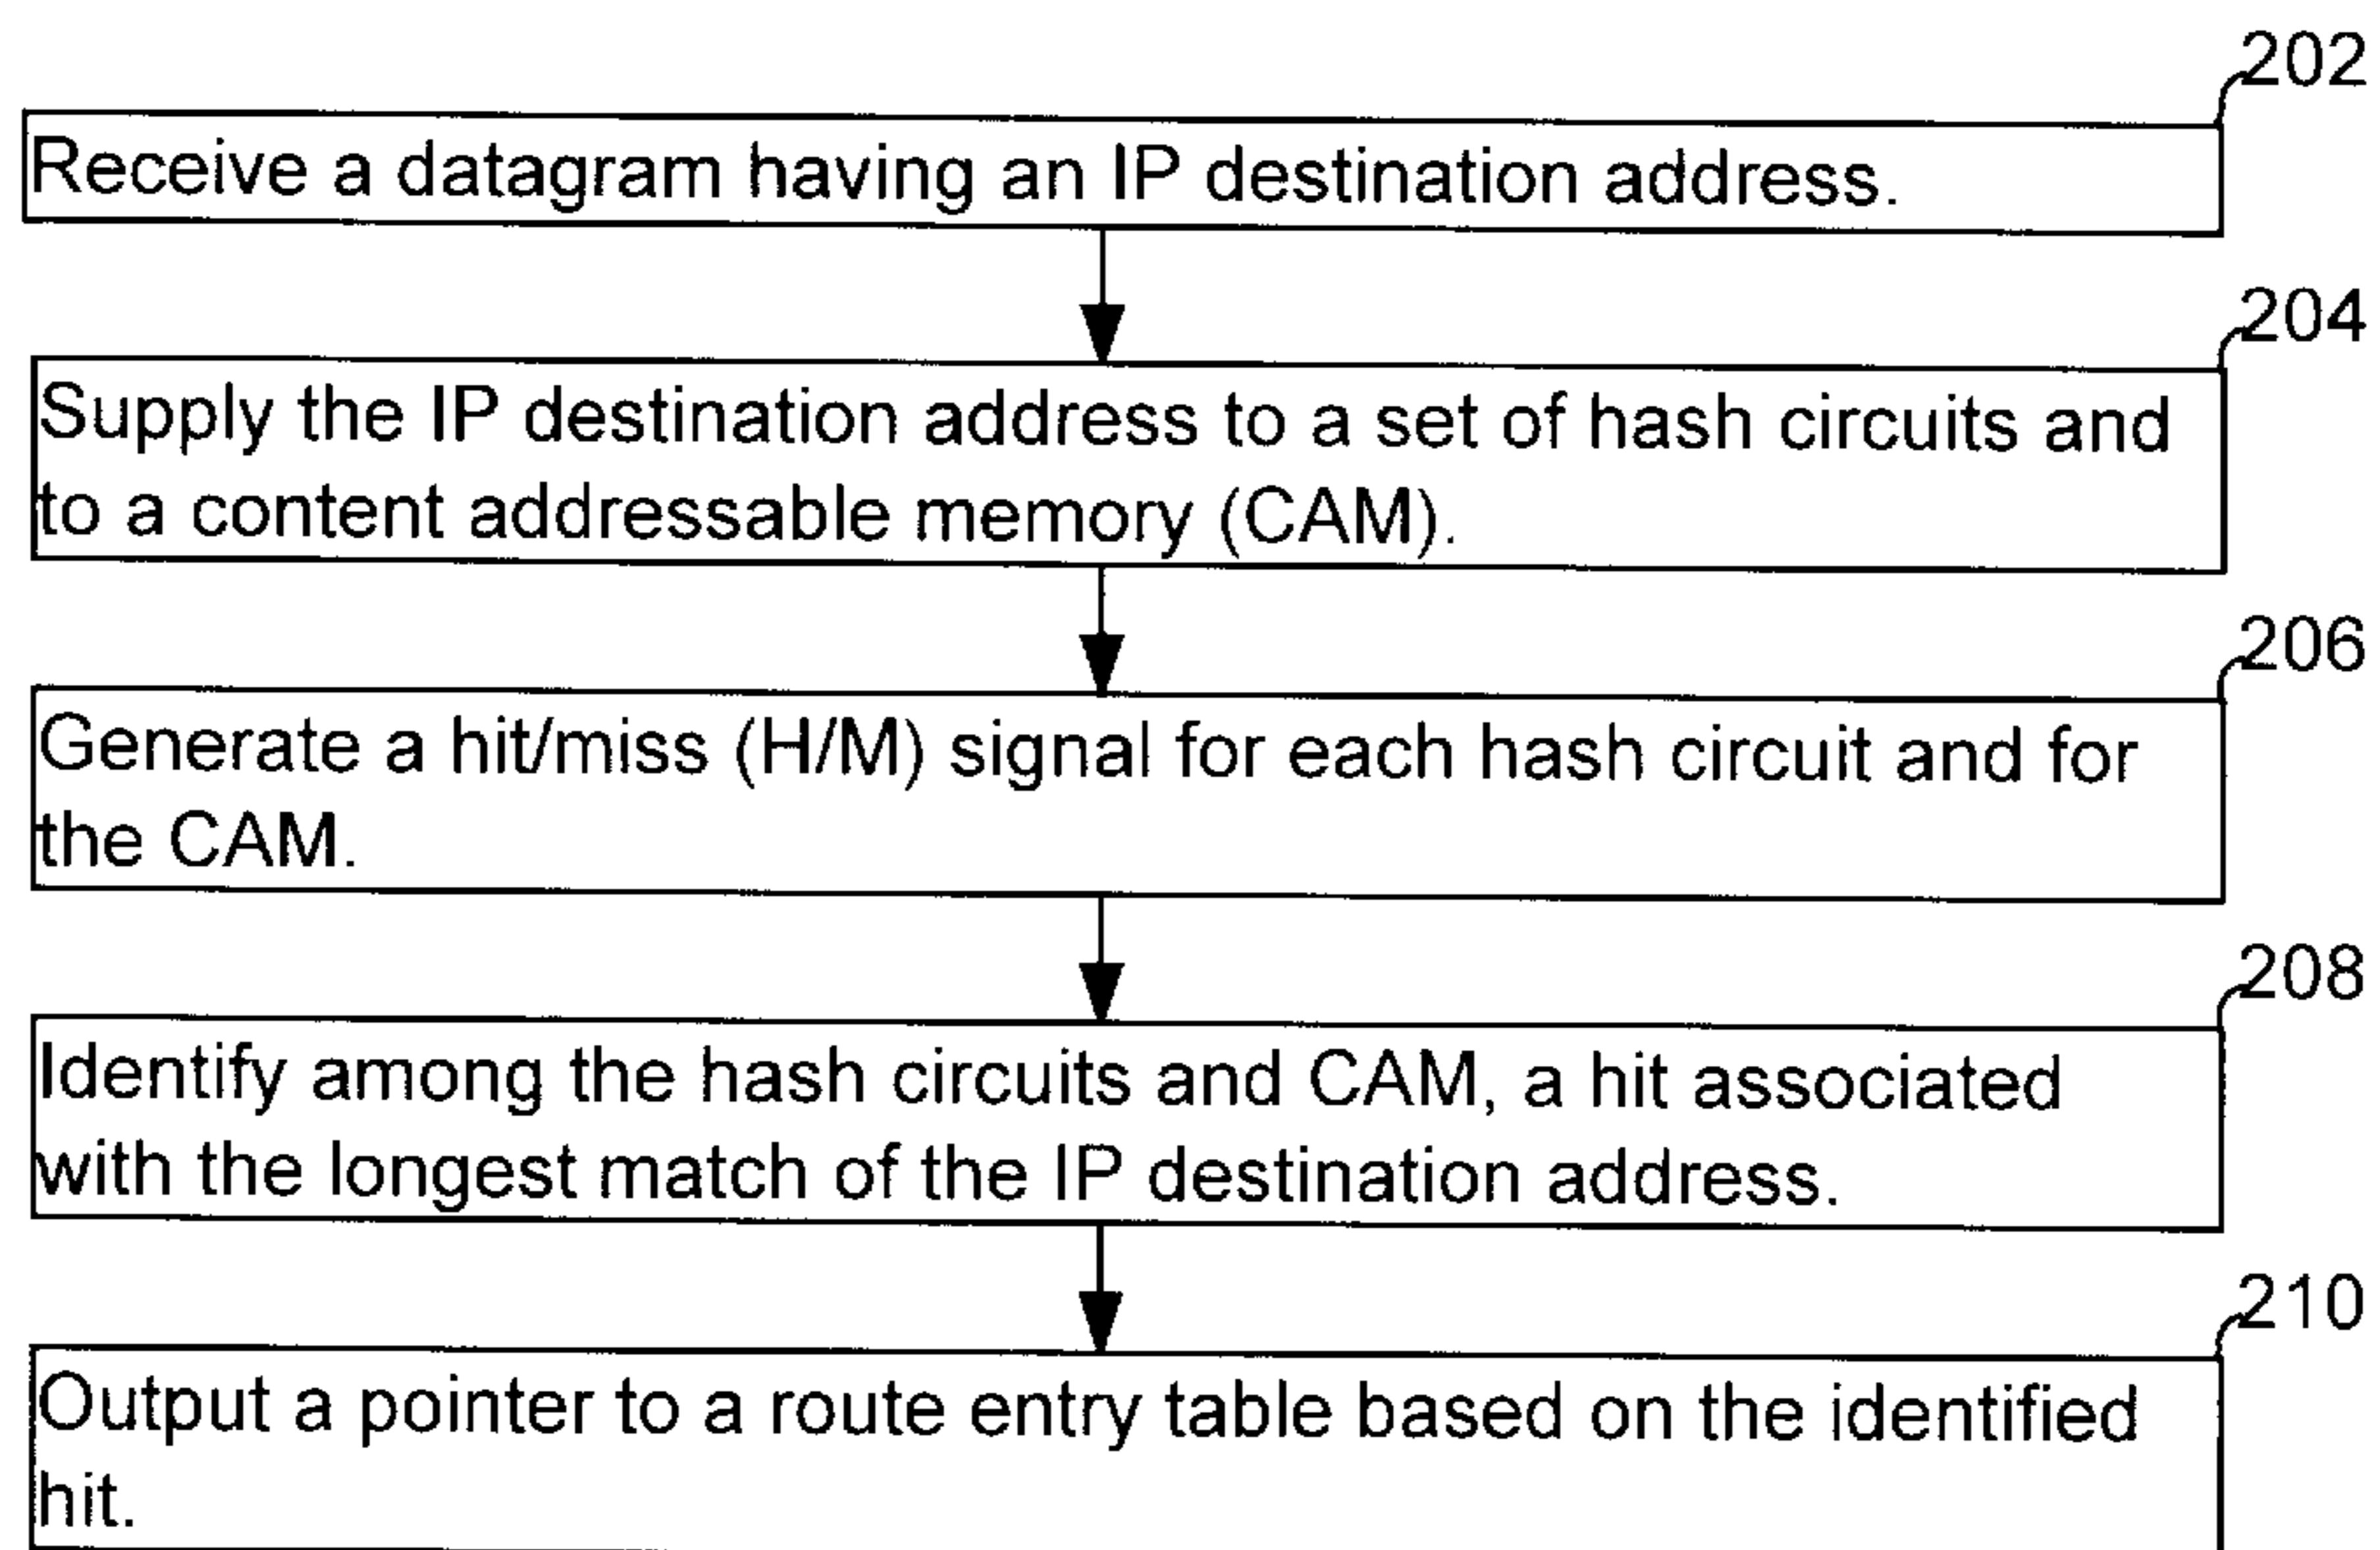 202
Receive a datagram having an IP destination address.
204
Supply the IP destination address to a set of hash circuits and
to a content addressable memory (CAM).
206
Generate a hit/miss (H/M) signal for each hash circuit and for
the CAM.
208
Identify among the hash circuits and CAM, a hit associated
with the longest match of the IP destination address.
210
Output a pointer to a route entry table based on the identified
hit.